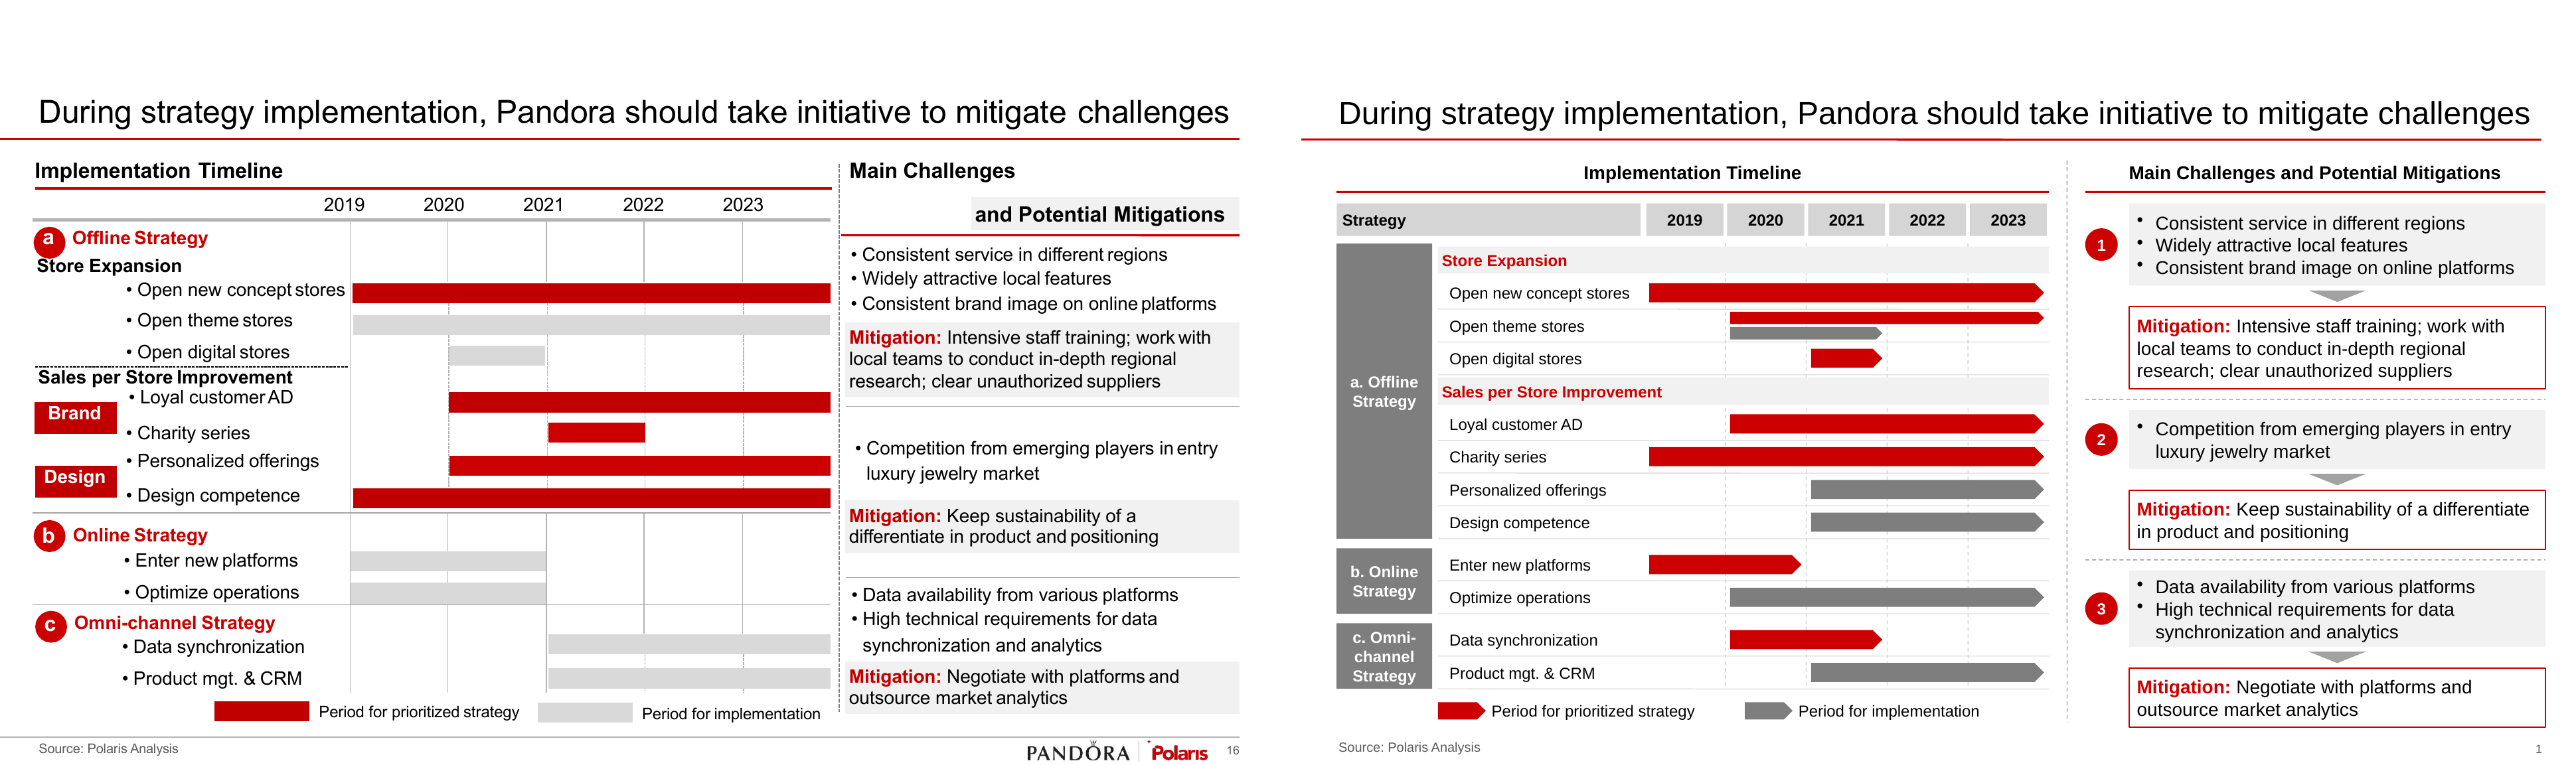 During strategy implementation, Pandora should take initiative to mitigate challenges
Implementation Timeline
2019 2020 2021 2022 2023
a Offline Strategy
Store Expansion
• Open new concept stores
• Open theme stores
• Open digital stores
Sales per Store Improvement
Brand
• Loyal customer AD
• Charity series
Design
• Personalized offerings
• Design competence
b Online Strategy
• Enter new platforms
• Optimize operations
c Omni-channel Strategy
• Data synchronization
• Product mgt. & CRM
Period for prioritized strategy Period for implementation
Main Challenges
and Potential Mitigations
• Consistent service in different regions
• Widely attractive local features
• Consistent brand image on online platforms
Mitigation: Intensive staff training; work with
local teams to conduct in-depth regional
research; clear unauthorized suppliers
• Competition from emerging players in entry
luxury jewelry market
Mitigation: Keep sustainability of a
differentiate in product and positioning
• Data availability from various platforms
• High technical requirements for data
synchronization and analytics
Mitigation: Negotiate with platforms and
outsource market analytics
Source: Polaris Analysis
PANDORA Polaris 16
During strategy implementation, Pandora should take initiative to mitigate challenges
Implementation Timeline
Strategy 2019 2020 2021 2022 2023
a. Offline
Strategy
Store Expansion
Open new concept stores
Open theme stores
Open digital stores
Sales per Store Improvement
Loyal customer AD
Charity series
Personalized offerings
Design competence
b. Online
Strategy
Enter new platforms
Optimize operations
c. Omni-
channel
Strategy
Data synchronization
Product mgt. & CRM
Period for prioritized strategy Period for implementation
Main Challenges and Potential Mitigations
1
• Consistent service in different regions
• Widely attractive local features
• Consistent brand image on online platforms
Mitigation: Intensive staff training; work with
local teams to conduct in-depth regional
research; clear unauthorized suppliers
2
• Competition from emerging players in entry
luxury jewelry market
Mitigation: Keep sustainability of a differentiate
in product and positioning
3
• Data availability from various platforms
• High technical requirements for data
synchronization and analytics
Mitigation: Negotiate with platforms and
outsource market analytics
Source: Polaris Analysis
1